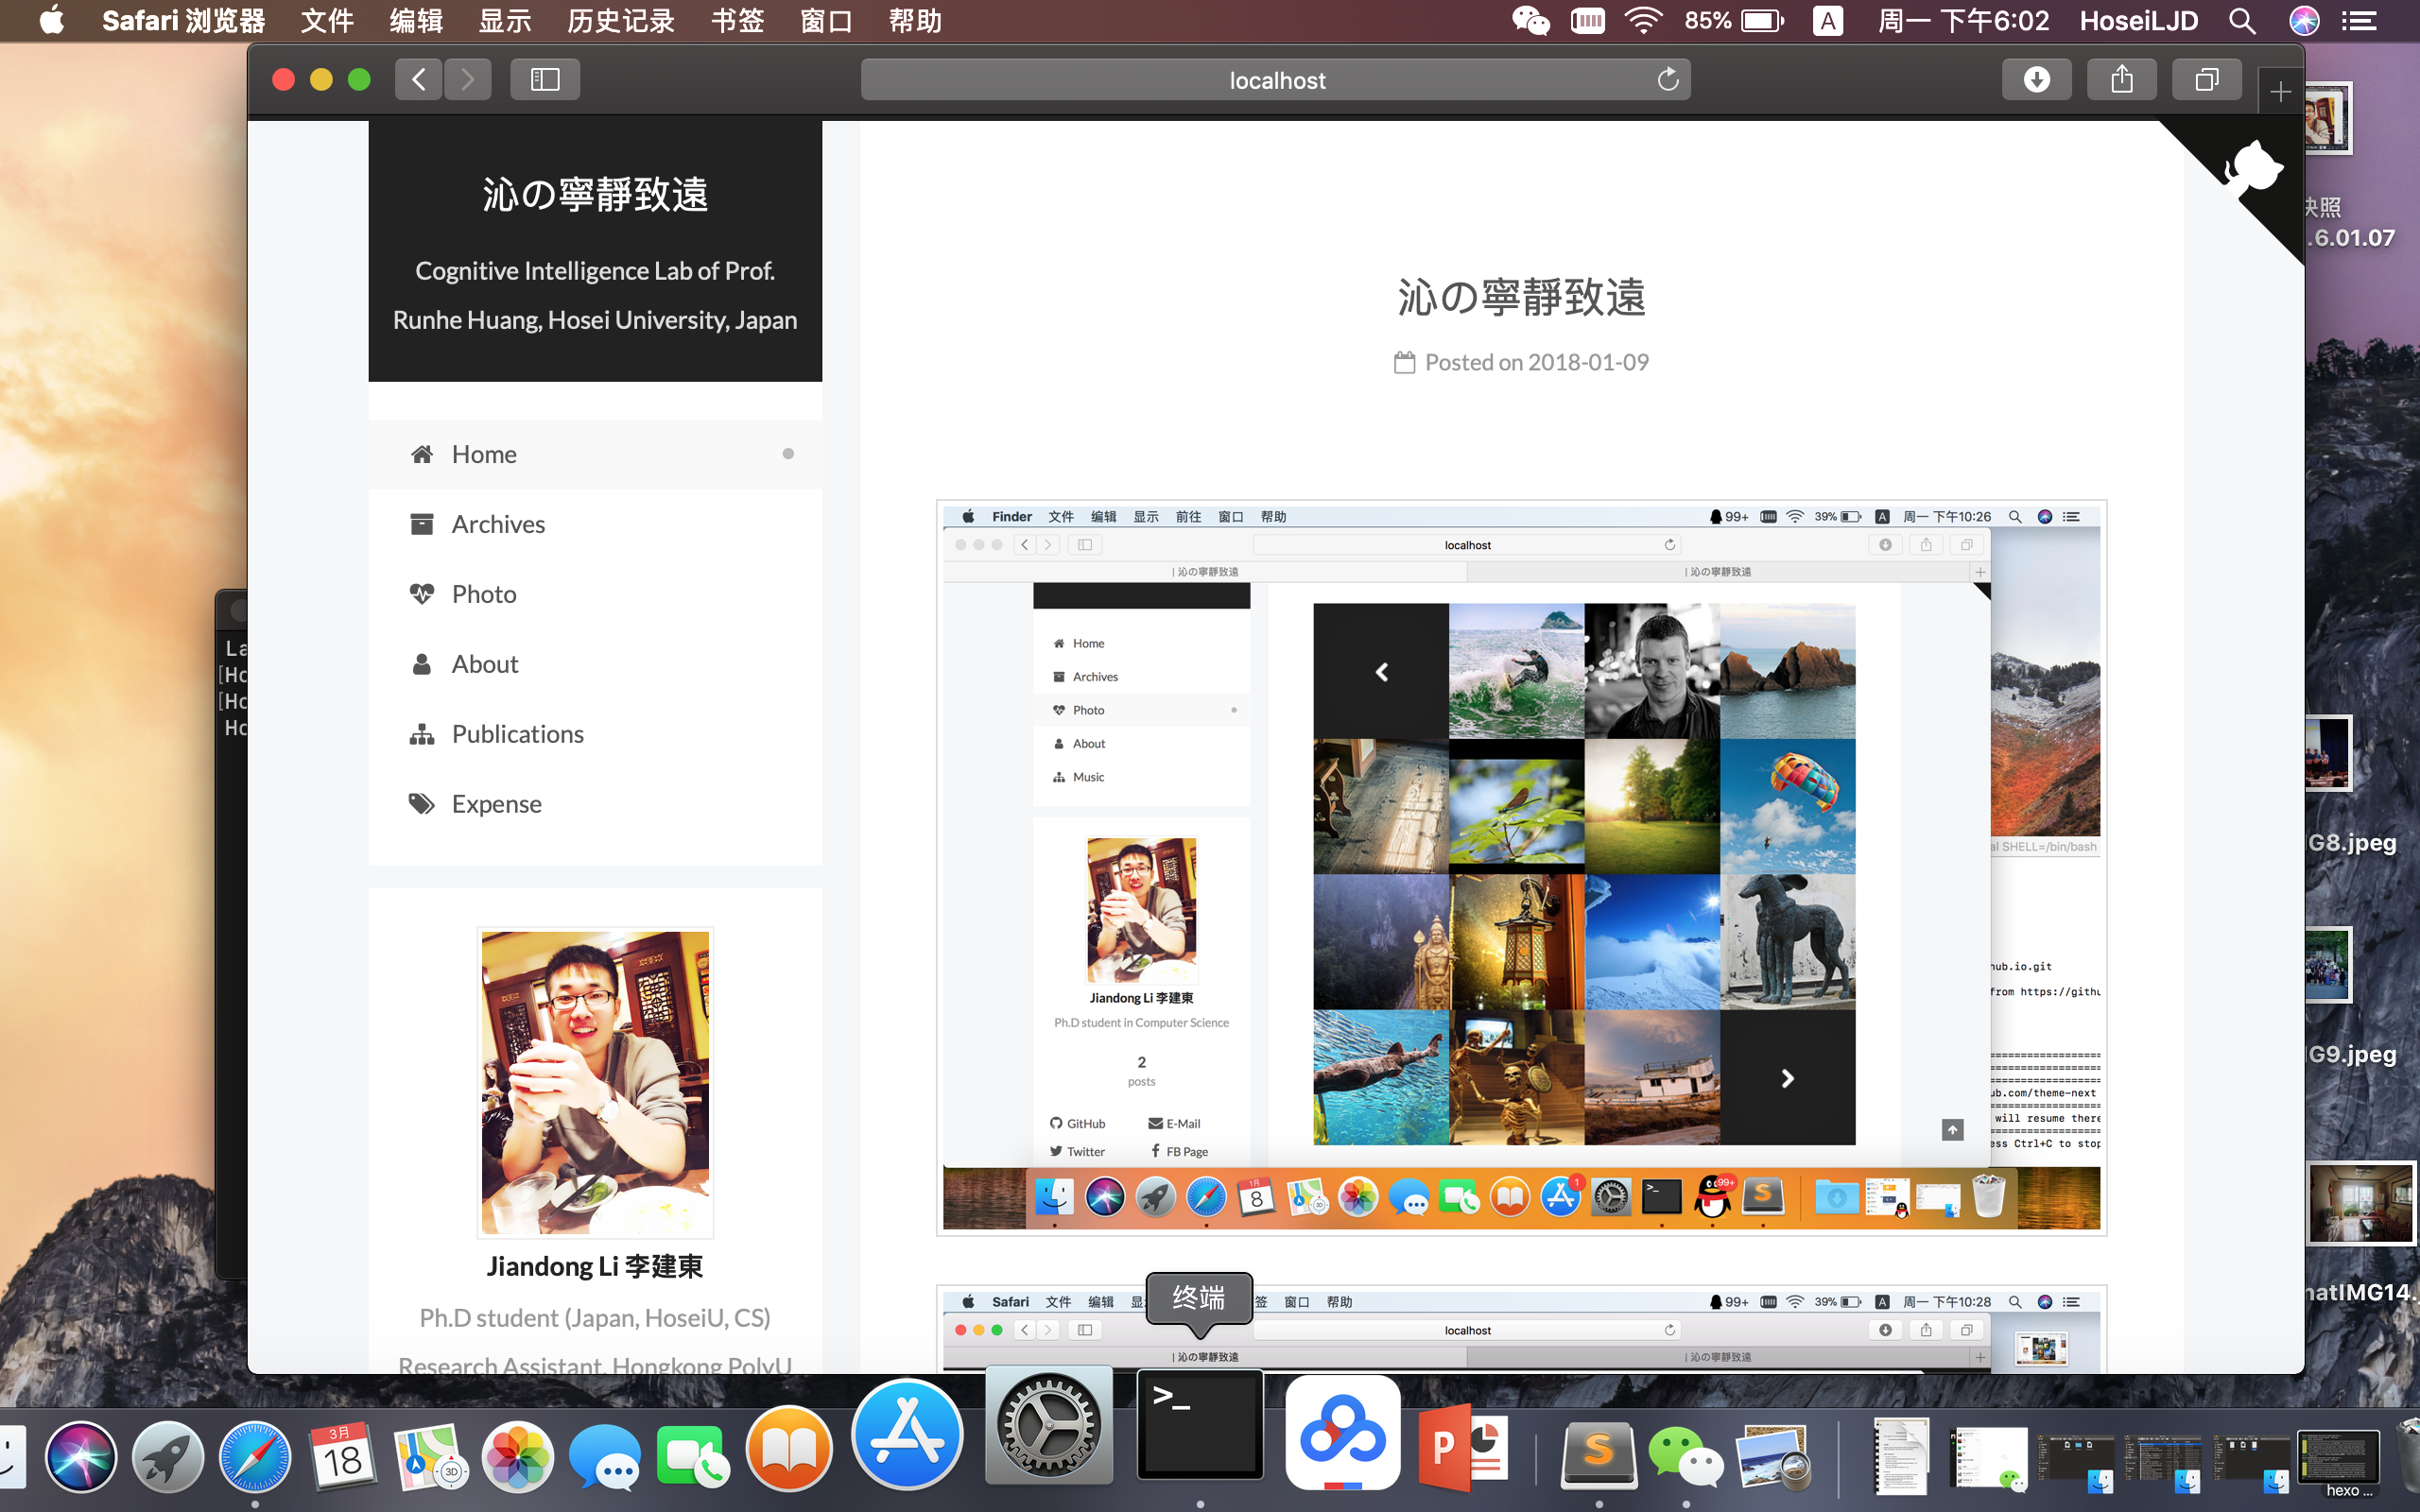 Safari 浏览器 文件 编辑 显示 历史记录 书签 窗口 帮助 85% A 周一 下午6:02 HoseiLJD
localhost
沁の寧靜致遠
Cognitive Intelligence Lab of Prof.
Runhe Huang, Hosei University, Japan
Home
Archives
Photo
About
Publications
Expense
Jiandong Li 李建東
Ph.D student (Japan, HoseiU, CS)
Research Assistant, Hongkong PolyU
沁の寧靜致遠
Posted on 2018-01-09
Finder 文件 编辑 显示 前往 窗口 帮助 99+ 39% A 周一 下午10:26
localhost
| 沁の寧靜致遠 | 沁の寧靜致遠
Home
Archives
Photo
About
Music
Jiandong Li 李建東
Ph.D student in Computer Science
2
posts
GitHub E-Mail
Twitter FB Page
al SHELL=/bin/bash
hub.io.git
from https://githu
ub.com/theme-next
will resume there
ess Ctrl+C to stop
1月
8
3D
1
>_
99+
S
Safari 文件 编辑 窗口 帮助 99+ 39% A 周一 下午10:28
localhost
| 沁の寧靜致遠 | 沁の寧靜致遠
快照
.6.01.07
G8.jpeg
G9.jpeg
atIMG14.
La
[Ho
[Ho
Ho
终端
3月
18
3D
>_
P
S
hexo ...